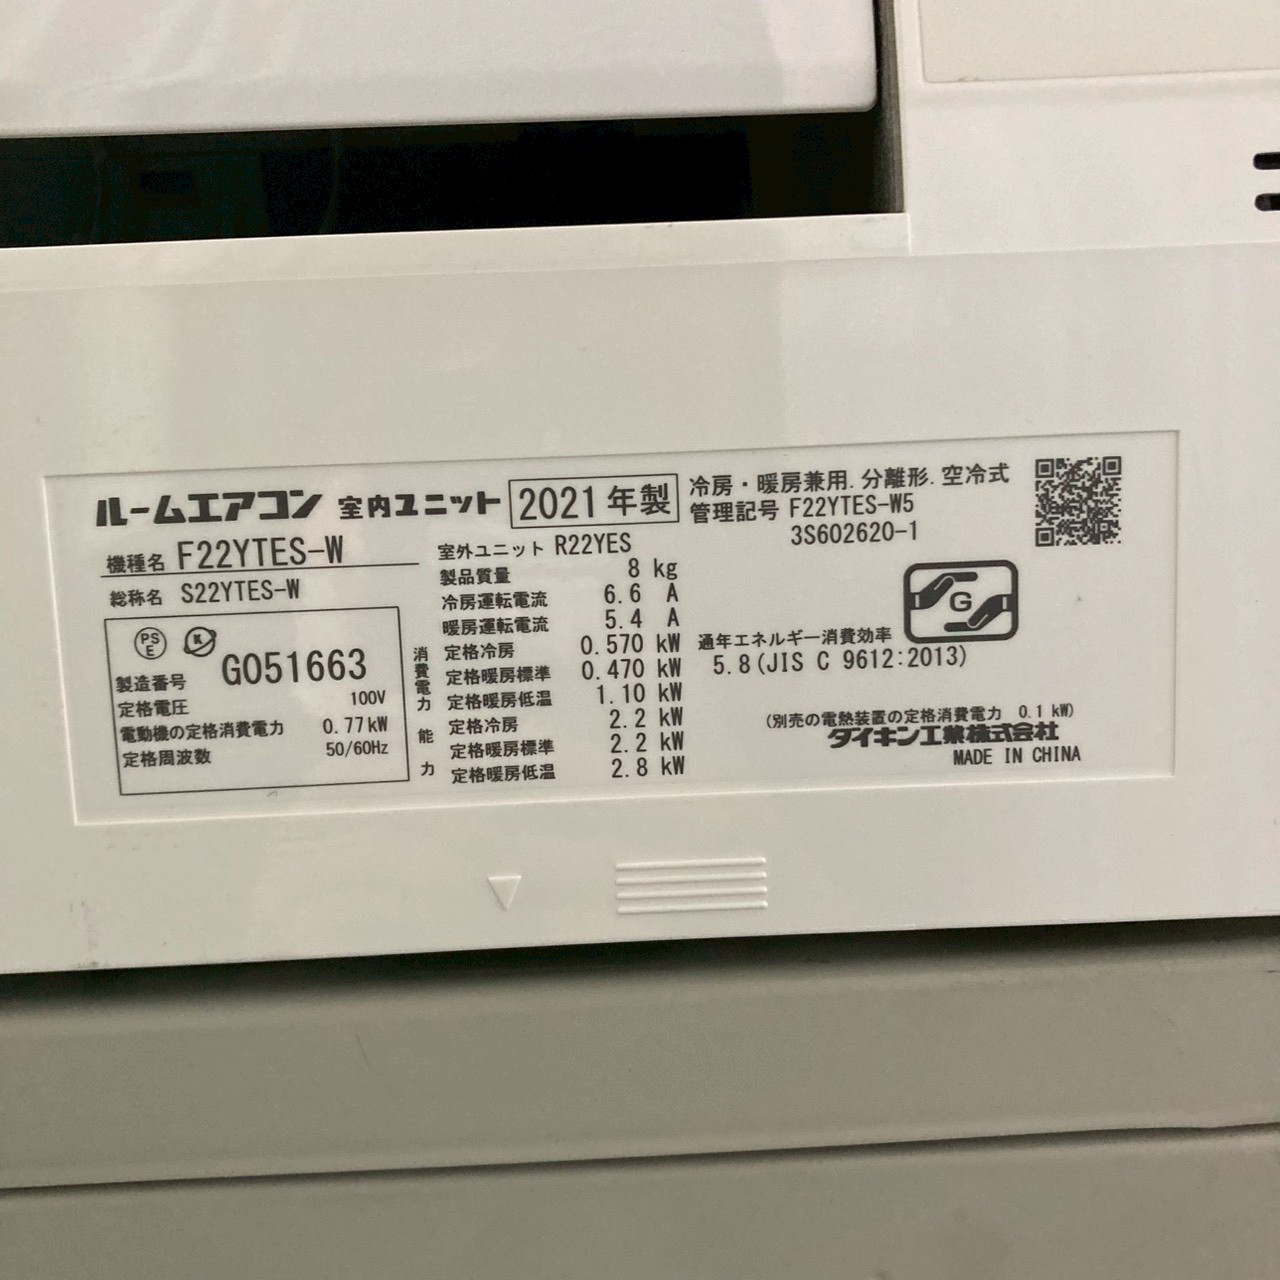 ルームエアコン 室内ユニット 2021年製
機種名 F22YTES-W
総称名 S22YTES-W
PS
E
K
製造番号 G051663
定格電圧 100V
電動機の定格消費電力 0.77kW
定格周波数 50/60Hz
室外ユニット R22YES
製品質量 8 kg
冷房運転電流 6.6 A
暖房運転電流 5.4 A
消費電力
定格冷房 0.570 kW
定格暖房標準 0.470 kW
定格暖房低温 1.10 kW
能力
定格冷房 2.2 kW
定格暖房標準 2.2 kW
定格暖房低温 2.8 kW
冷房・暖房兼用.分離形.空冷式
管理記号 F22YTES-W5
3S602620-1
G
通年エネルギー消費効率
5.8(JIS C 9612:2013)
(別売の電熱装置の定格消費電力 0.1 kW)
ダイキン工業株式会社
MADE IN CHINA